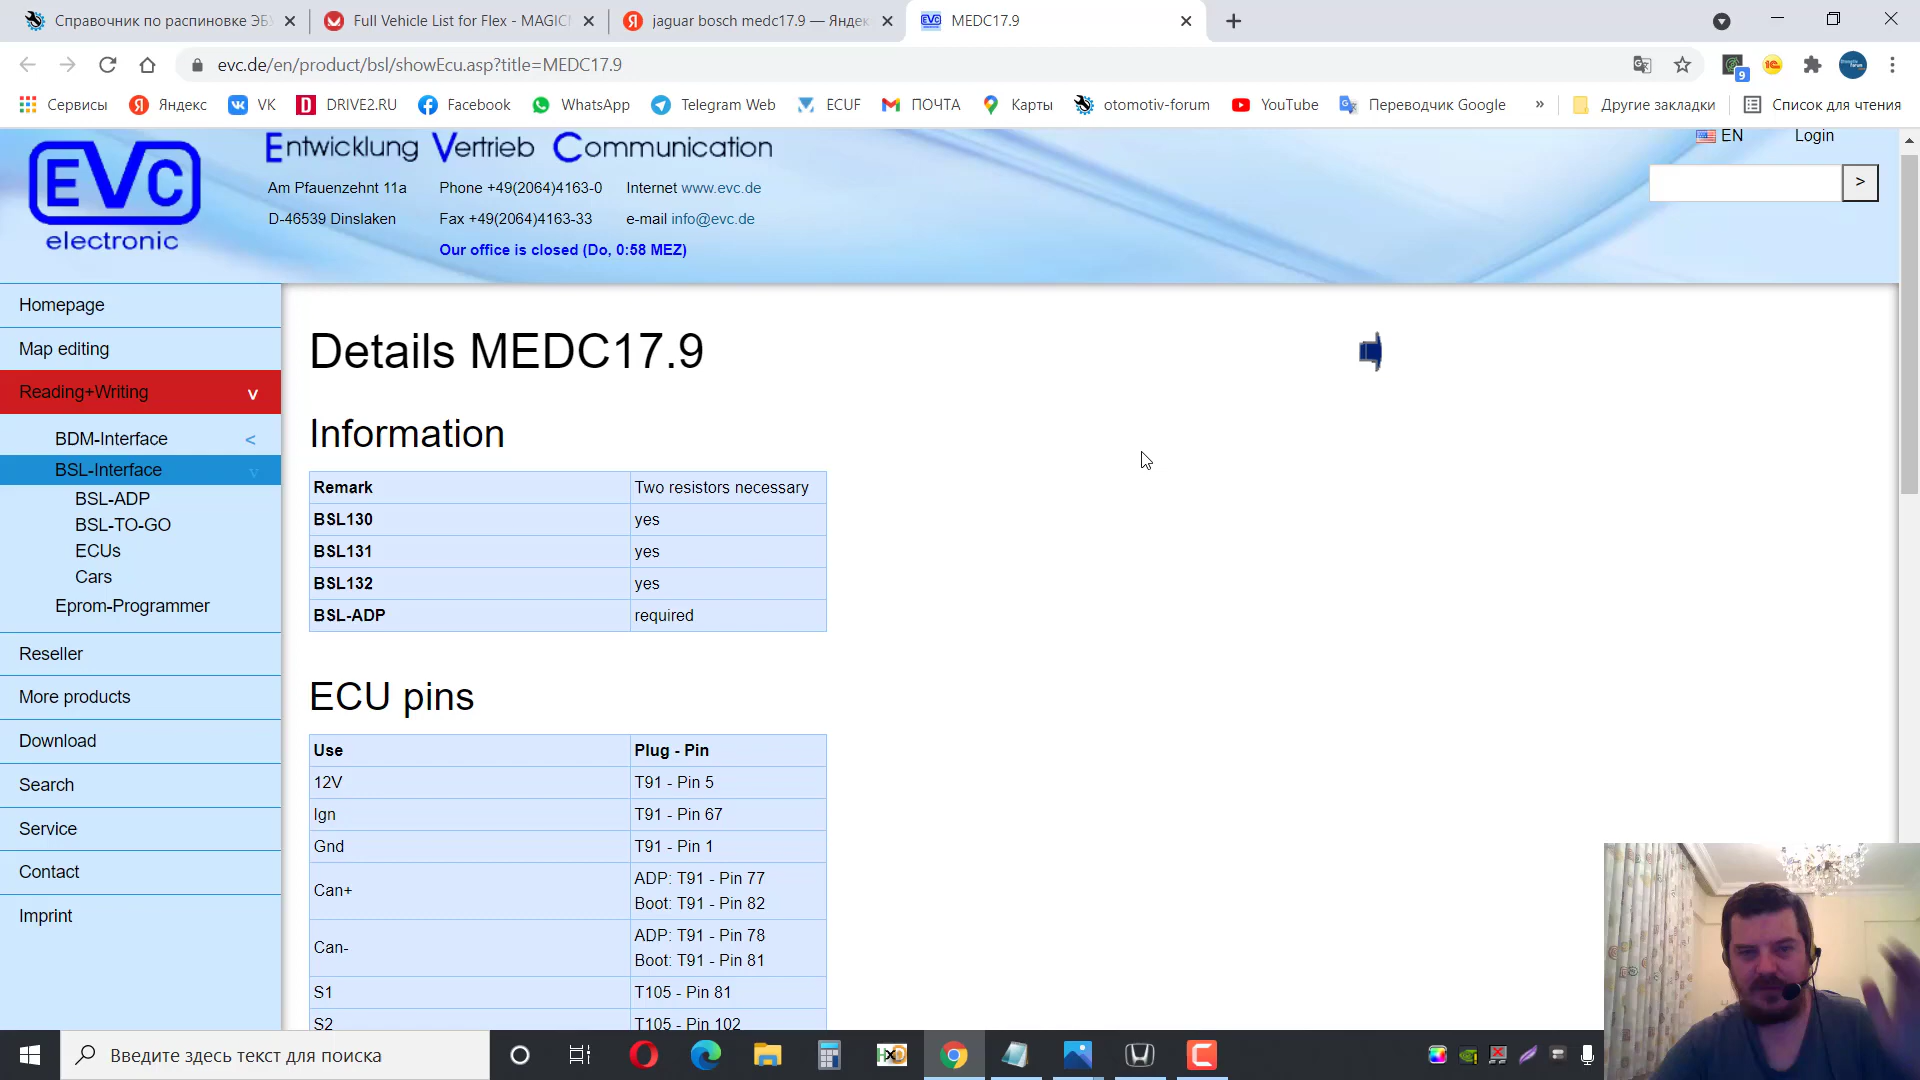 Справочник по распиновке ЭБУ
Full Vehicle List for Flex - MAGIC
jaguar bosch medc17.9 — Яндек
MEDC17.9
evc.de/en/product/bsl/showEcu.asp?title=MEDC17.9
9
Сервисы
Яндекс
VK
DRIVE2.RU
Facebook
WhatsApp
Telegram Web
ECUF
ПОЧТА
Карты
otomotiv-forum
YouTube
Переводчик Google
»
Другие закладки
Список для чтения
EVC
electronic
Entwicklung Vertrieb Communication
Am Pfauenzehnt 11a
Phone +49(2064)4163-0
Internet www.evc.de
D-46539 Dinslaken
Fax +49(2064)4163-33
e-mail info@evc.de
Our office is closed (Do, 0:58 MEZ)
EN
Login
>
Homepage
Map editing
Reading+Writing v
BDM-Interface <
BSL-Interface v
BSL-ADP
BSL-TO-GO
ECUs
Cars
Eprom-Programmer
Reseller
More products
Download
Search
Service
Contact
Imprint
Details MEDC17.9
Information
Remark Two resistors necessary
BSL130 yes
BSL131 yes
BSL132 yes
BSL-ADP required
ECU pins
Use Plug - Pin
12V T91 - Pin 5
Ign T91 - Pin 67
Gnd T91 - Pin 1
Can+ ADP: T91 - Pin 77
Boot: T91 - Pin 82
Can- ADP: T91 - Pin 78
Boot: T91 - Pin 81
S1 T105 - Pin 81
S2 T105 - Pin 102
Введите здесь текст для поиска